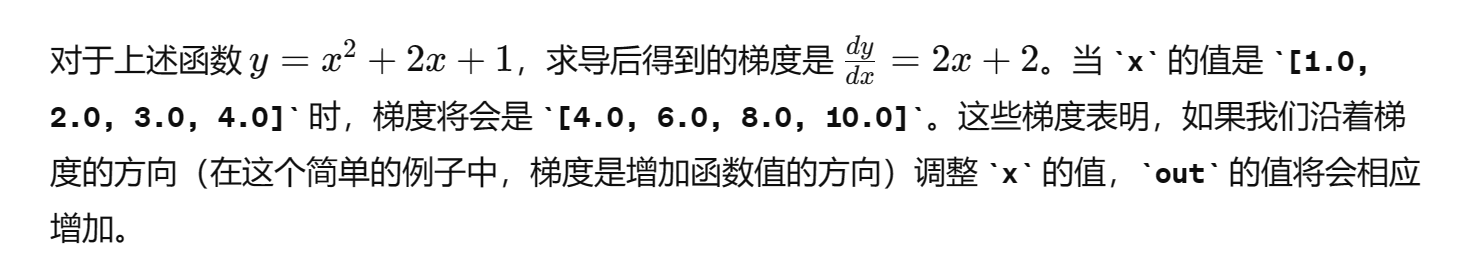 对于上述函数 y = x² + 2x + 1，求导后得到的梯度是 dy/dx = 2x + 2。当 `x` 的值是 `[1.0,
2.0, 3.0, 4.0]` 时，梯度将会是 `[4.0, 6.0, 8.0, 10.0]`。这些梯度表明，如果我们沿着梯
度的方向（在这个简单的例子中，梯度是增加函数值的方向）调整 `x` 的值，`out` 的值将会相应
增加。